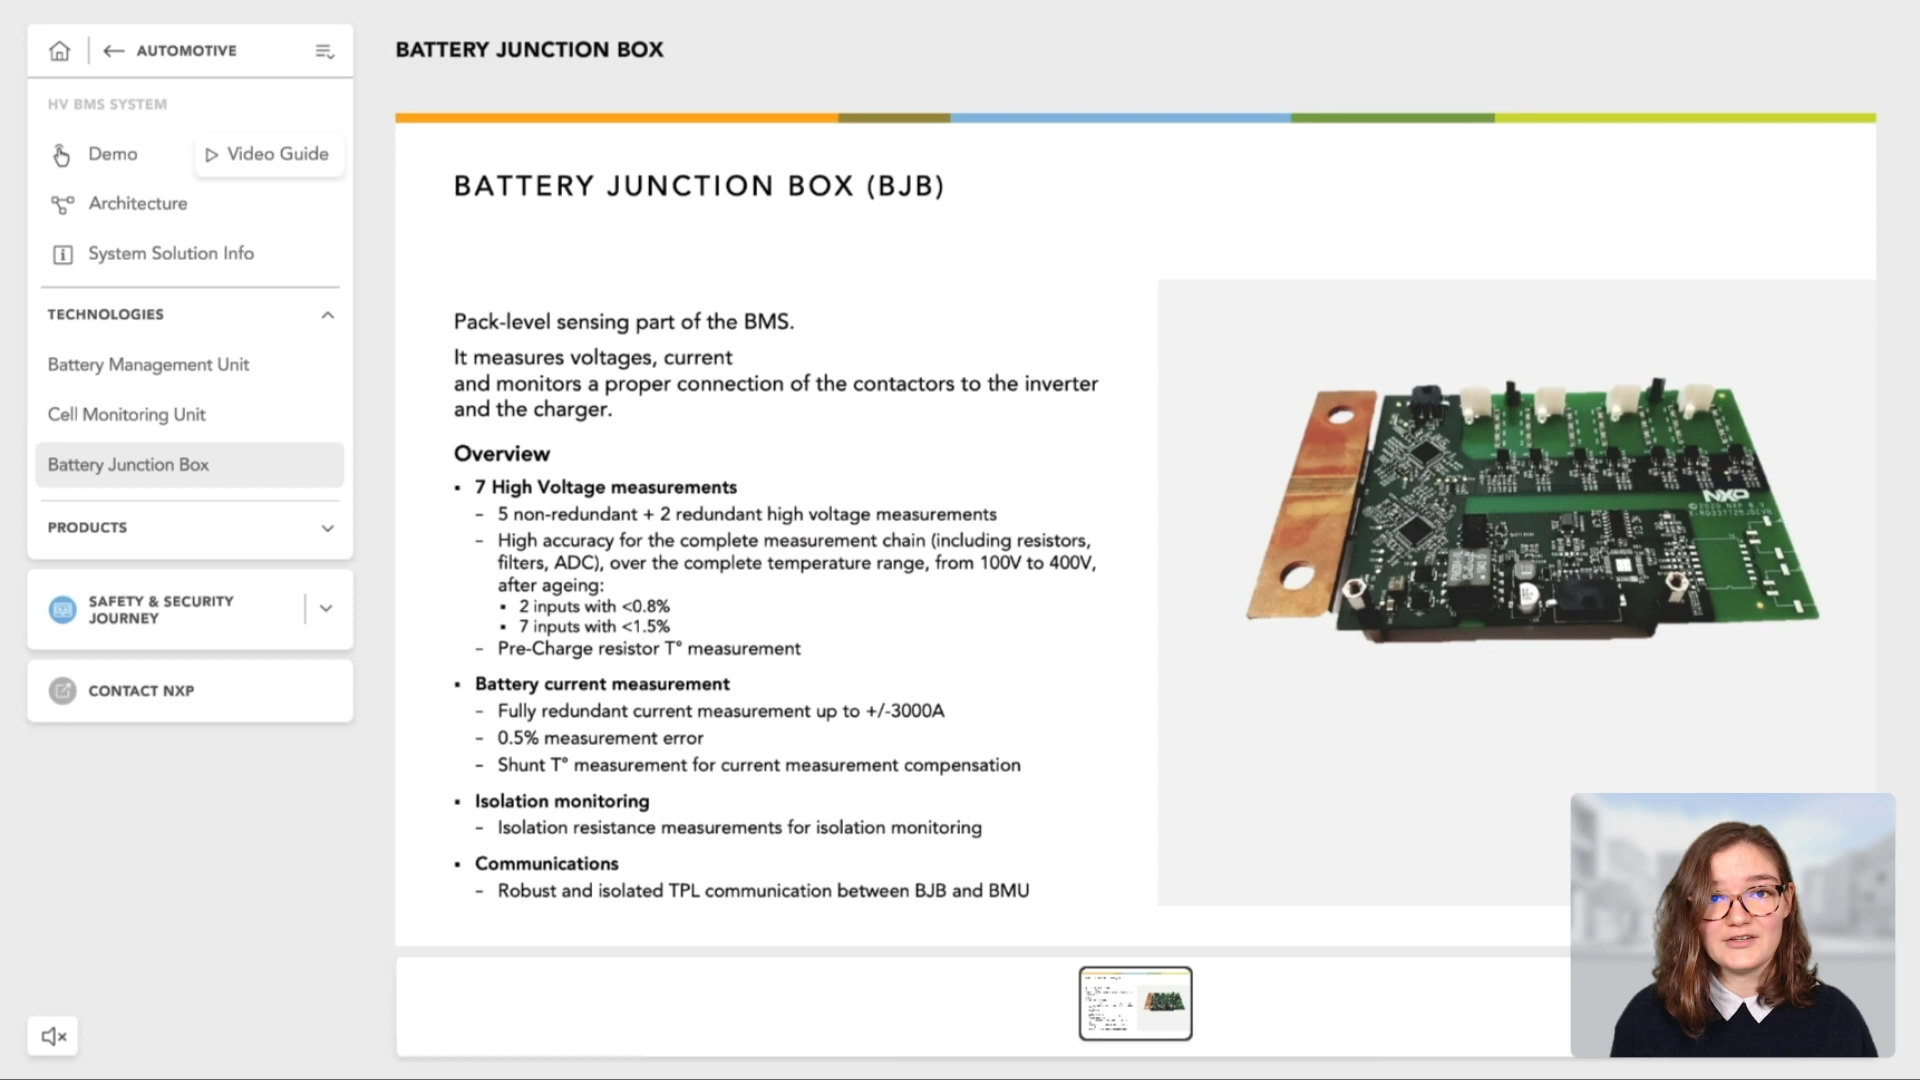 AUTOMOTIVE
HV BMS SYSTEM
Demo
Video Guide
Architecture
System Solution Info
TECHNOLOGIES
Battery Management Unit
Cell Monitoring Unit
Battery Junction Box
PRODUCTS
SAFETY & SECURITY
JOURNEY
CONTACT NXP
BATTERY JUNCTION BOX
BATTERY JUNCTION BOX (BJB)
Pack-level sensing part of the BMS.
It measures voltages, current
and monitors a proper connection of the contactors to the inverter
and the charger.
Overview
▪ 7 High Voltage measurements
– 5 non-redundant + 2 redundant high voltage measurements
– High accuracy for the complete measurement chain (including resistors,
filters, ADC), over the complete temperature range, from 100V to 400V,
after ageing:
▪ 2 inputs with <0.8%
▪ 7 inputs with <1.5%
– Pre-Charge resistor T° measurement
▪ Battery current measurement
– Fully redundant current measurement up to +/-3000A
– 0.5% measurement error
– Shunt T° measurement for current measurement compensation
▪ Isolation monitoring
– Isolation resistance measurements for isolation monitoring
▪ Communications
– Robust and isolated TPL communication between BJB and BMU
NXP